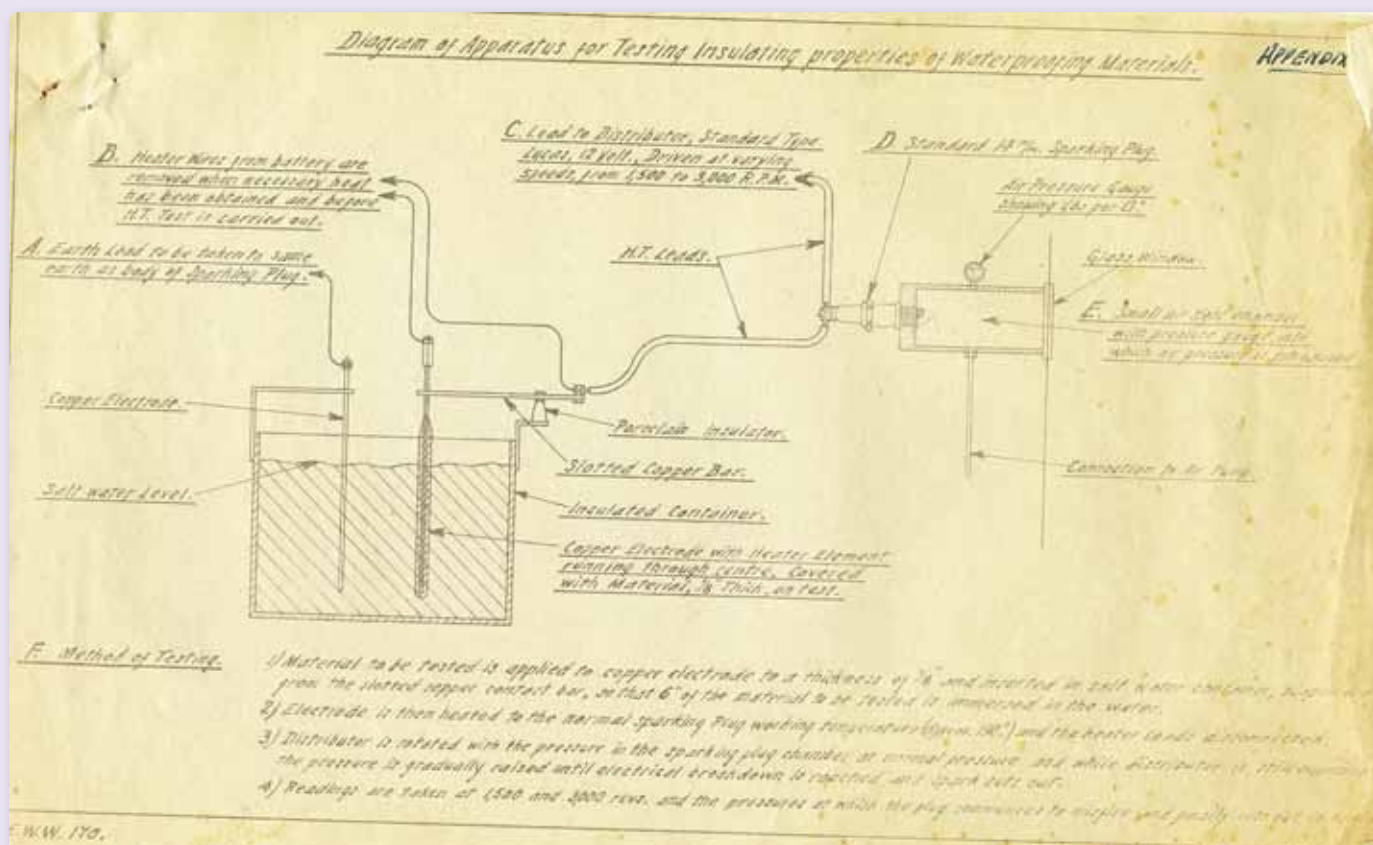 Diagram of Apparatus for Testing Insulating properties of Waterproofing Materials.
APPENDIX
B. Heater Wires from battery are
removed when necessary heat
has been obtained and before
H.T. Test is carried out.
A. Earth Lead to be taken to same
earth as body of Sparking Plug.
C. Lead to Distributor, Standard Type
Lucas, 12 Volt., Driven at varying
speeds, from 1,500 to 3,000 R.P.M.
D. Standard Sparking Plug.
Air Pressure Gauge
showing Lbs per □"
H.T. Leads.
Glass Window.
E. Small air tight chamber
with pressure gauge into
which air pressure is
Copper Electrode.
Porcelain Insulator.
Slotted Copper Bar.
Connection to Air Pump
Salt water Level.
Insulated Container.
Copper Electrode with Heater Element
running through centre, Covered
with Material, ⅛ Thick, on test.
F. Method of Testing.
1) Material to be tested is applied to copper electrode to a thickness of ⅛" and inserted in salt water container,
from the slotted copper contact bar, so that 6" of the material to be tested is immersed in the water.
2) Electrode is then heated to the normal Sparking Plug working temperature and the heater leads disconnected.
3) Distributor is rotated with the pressure in the sparking plug chamber at normal pressure and while distributor is still
the pressure is gradually raised until electrical breakdown is reached and spark cuts out.
4) Readings are taken at 1,500 and 3,000 revs. and the pressures at which the plug commences to misfire and finally cuts out
W.W. 170.